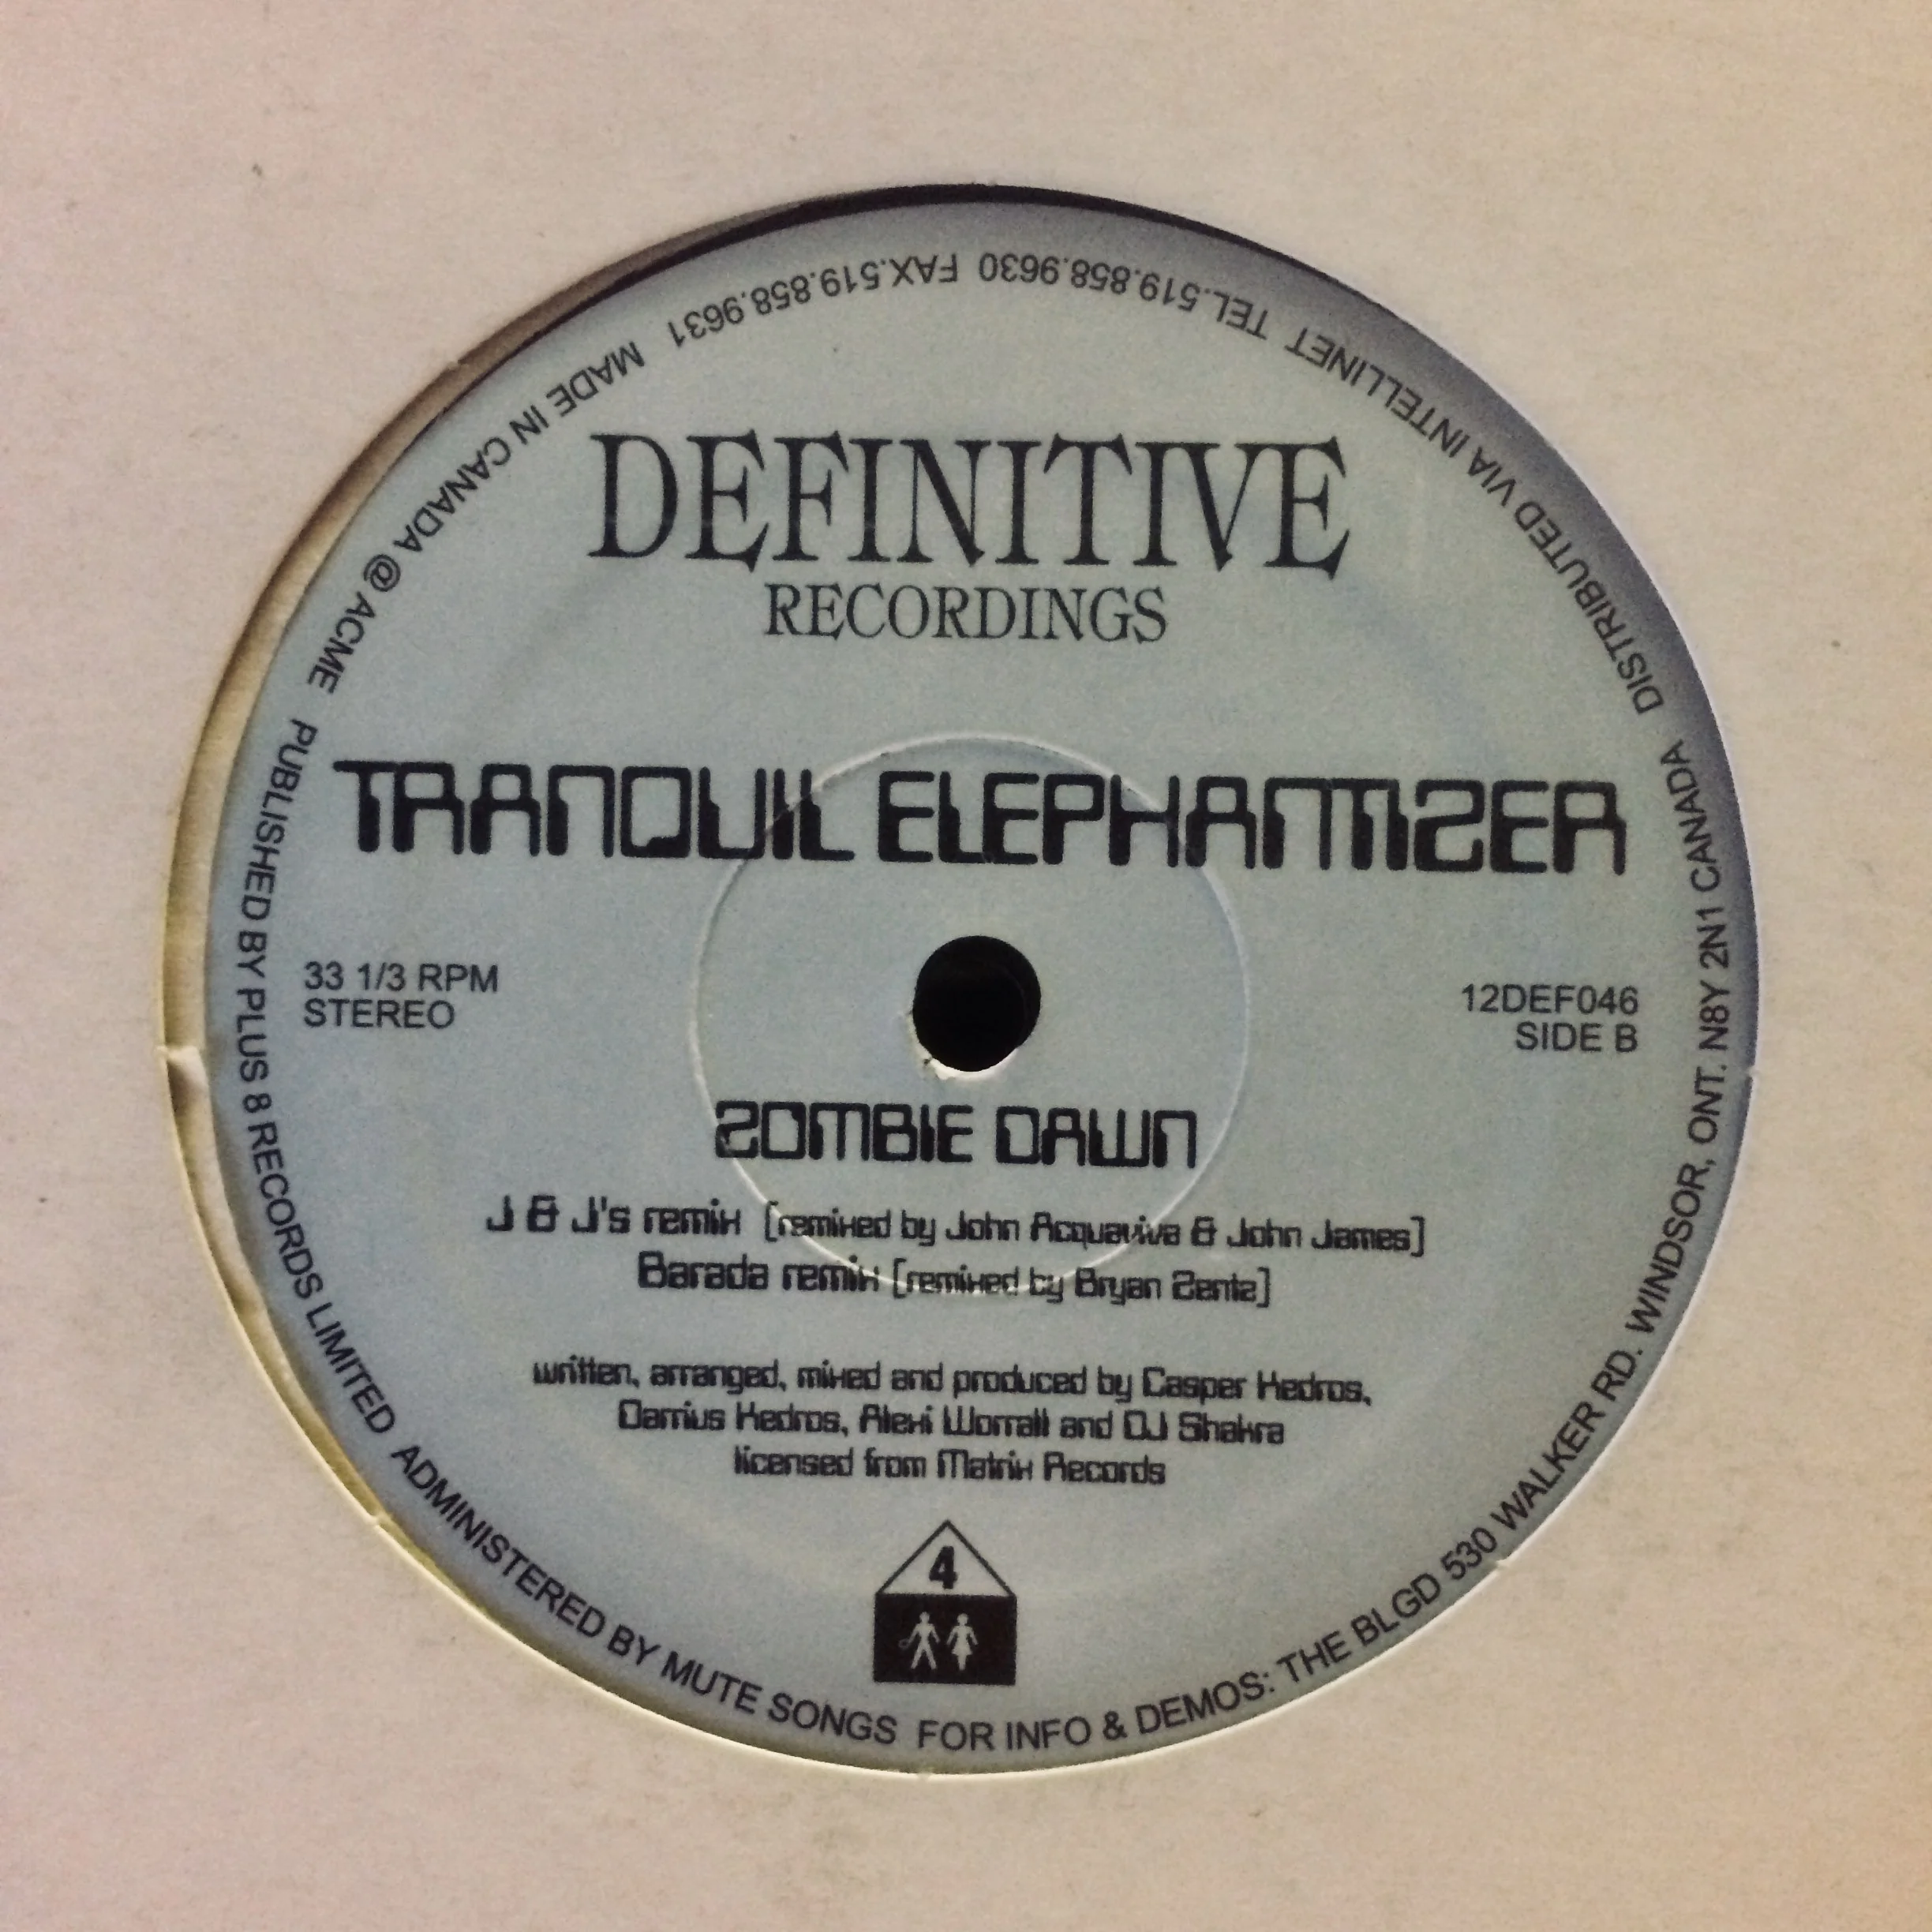 DEFINITIVE
RECORDINGS
TRANQUIL ELEPHANTIZER
33 1/3 RPM
STEREO
12DEF046
SIDE B
ZOMBIE DAWN
J & J's remix [remixed by John Acquaviva & John James]
Barada remix [remixed by Bryan Zentz]
written, arranged, mixed and produced by Casper Kedros,
Darrius Kedros, Alexi Worrall and DJ Shakra
licensed from Matrix Records
4
PUBLISHED BY PLUS 8 RECORDS LIMITED ADMINISTERED BY MUTE SONGS FOR INFO & DEMOS: THE BLGD 530 WALKER RD. WINDSOR, ONT. N8Y 2N1 CANADA DISTRIBUTED VIA INTELLINET TEL.519.858.9630 FAX.519.858.9631 MADE IN CANADA @ ACME